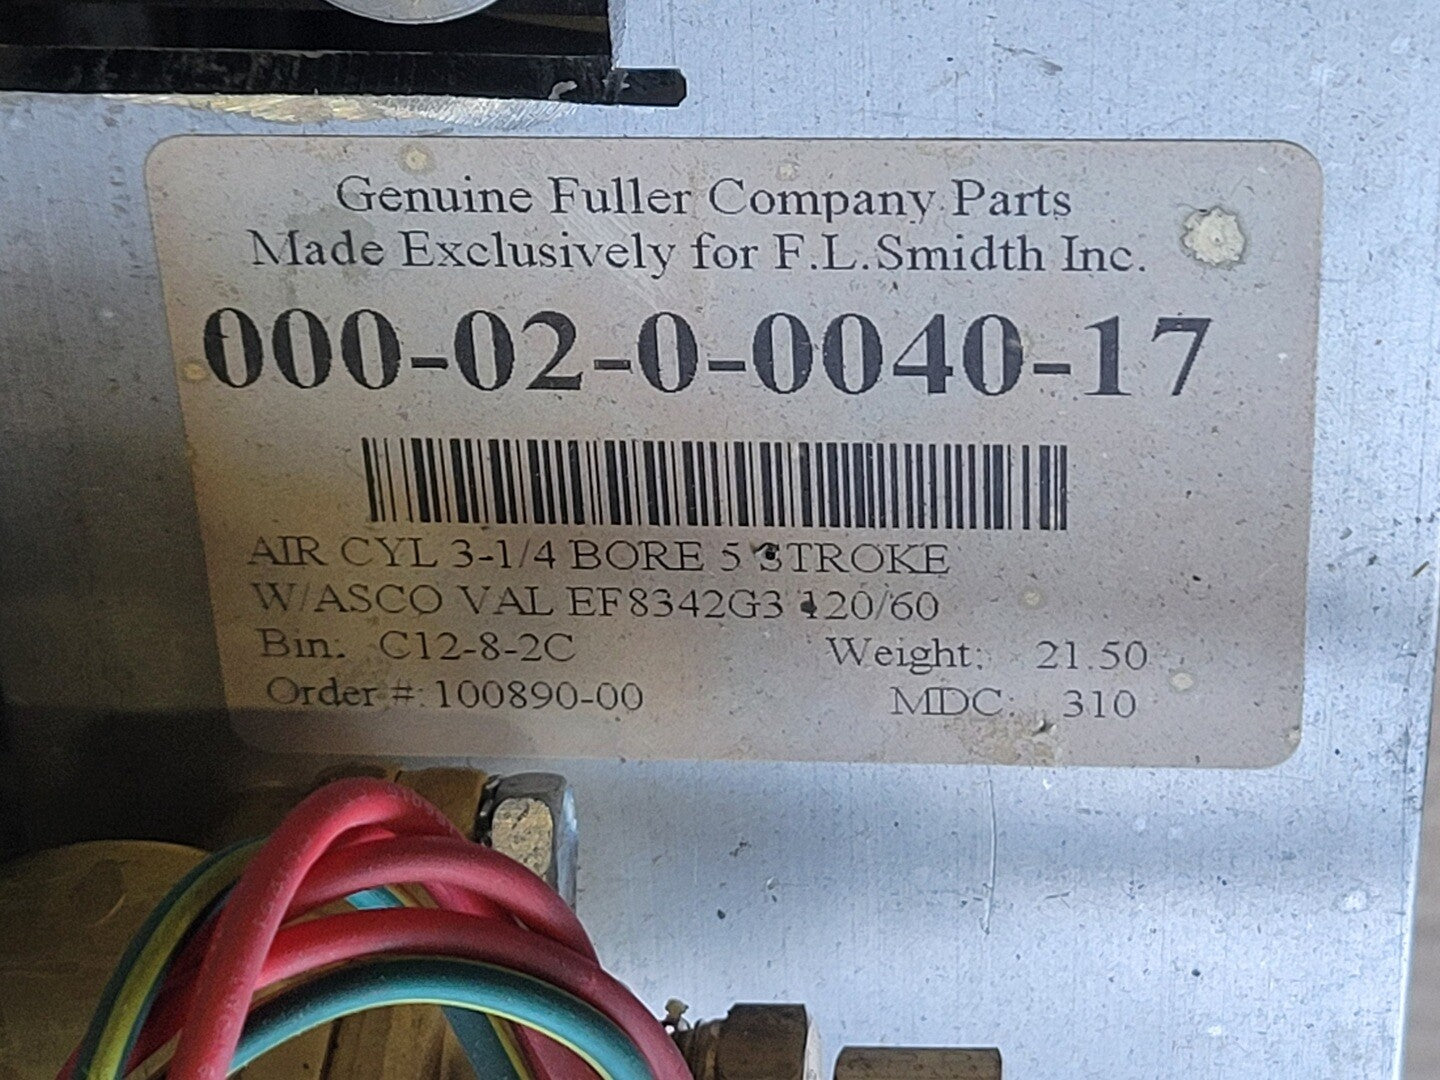 Genuine Fuller Company Parts
Made Exclusively for F.L.Smidth Inc.
000-02-0-0040-17
AIR CYL 3-1/4 BORE 5 STROKE
W/ASCO VAL EF8342G3 120/60
Bin: C12-8-2C Weight: 21.50
Order #: 100890-00 MDC: 310